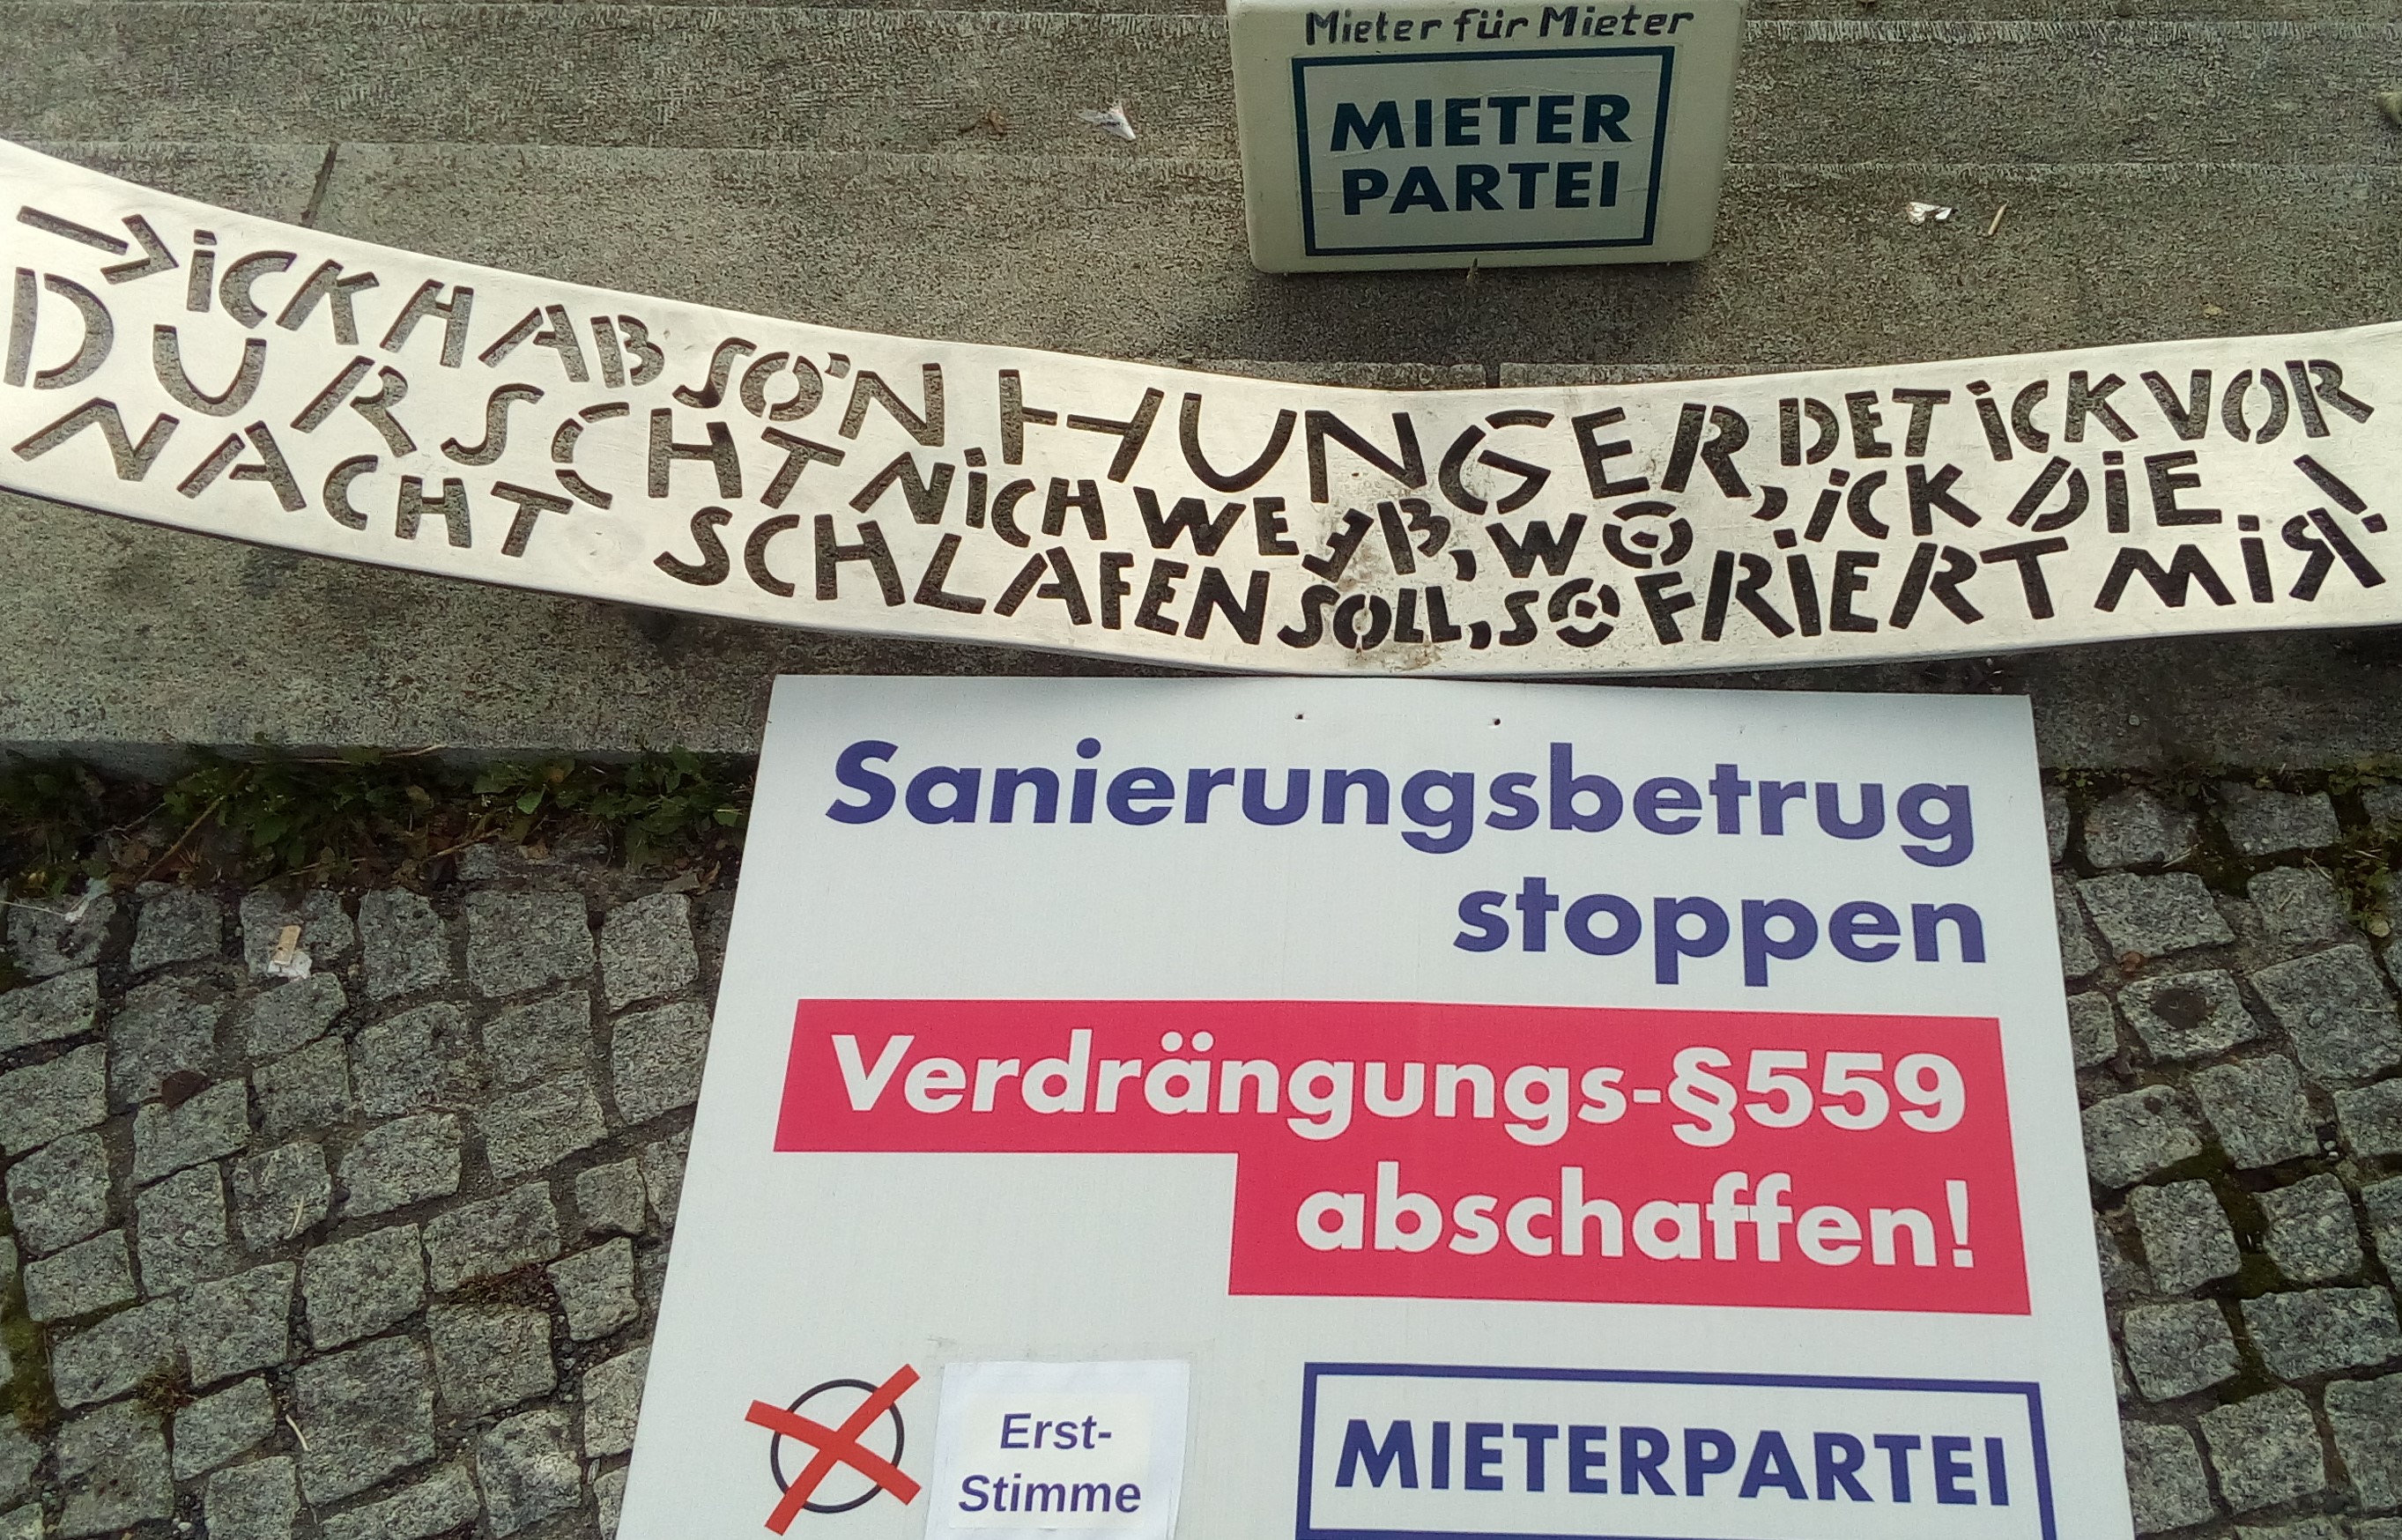 Mieter für Mieter
MIETER
PARTEI
→ iCK HAB SO'N HUNGER, DET iCK VOR
DURSCHT NiCH WEEß, WO iCK DiE
NACHT SCHLAFEN SOLL, SO FRiERT MiR!
Sanierungsbetrug
stoppen
Verdrängungs-§559
abschaffen!
Erst-
Stimme
MIETERPARTEI